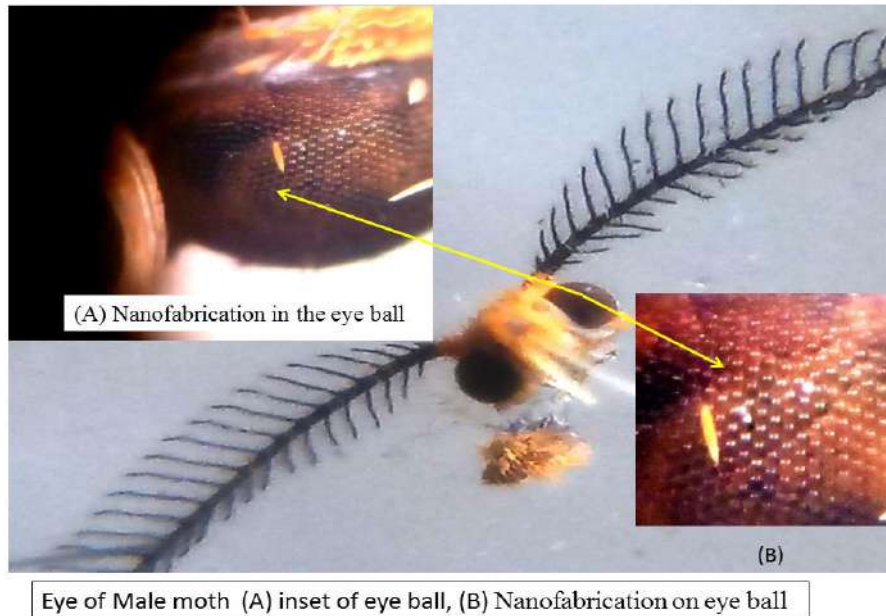 (A) Nanofabrication in the eye ball
(B)
Eye of Male moth (A) inset of eye ball, (B) Nanofabrication on eye ball